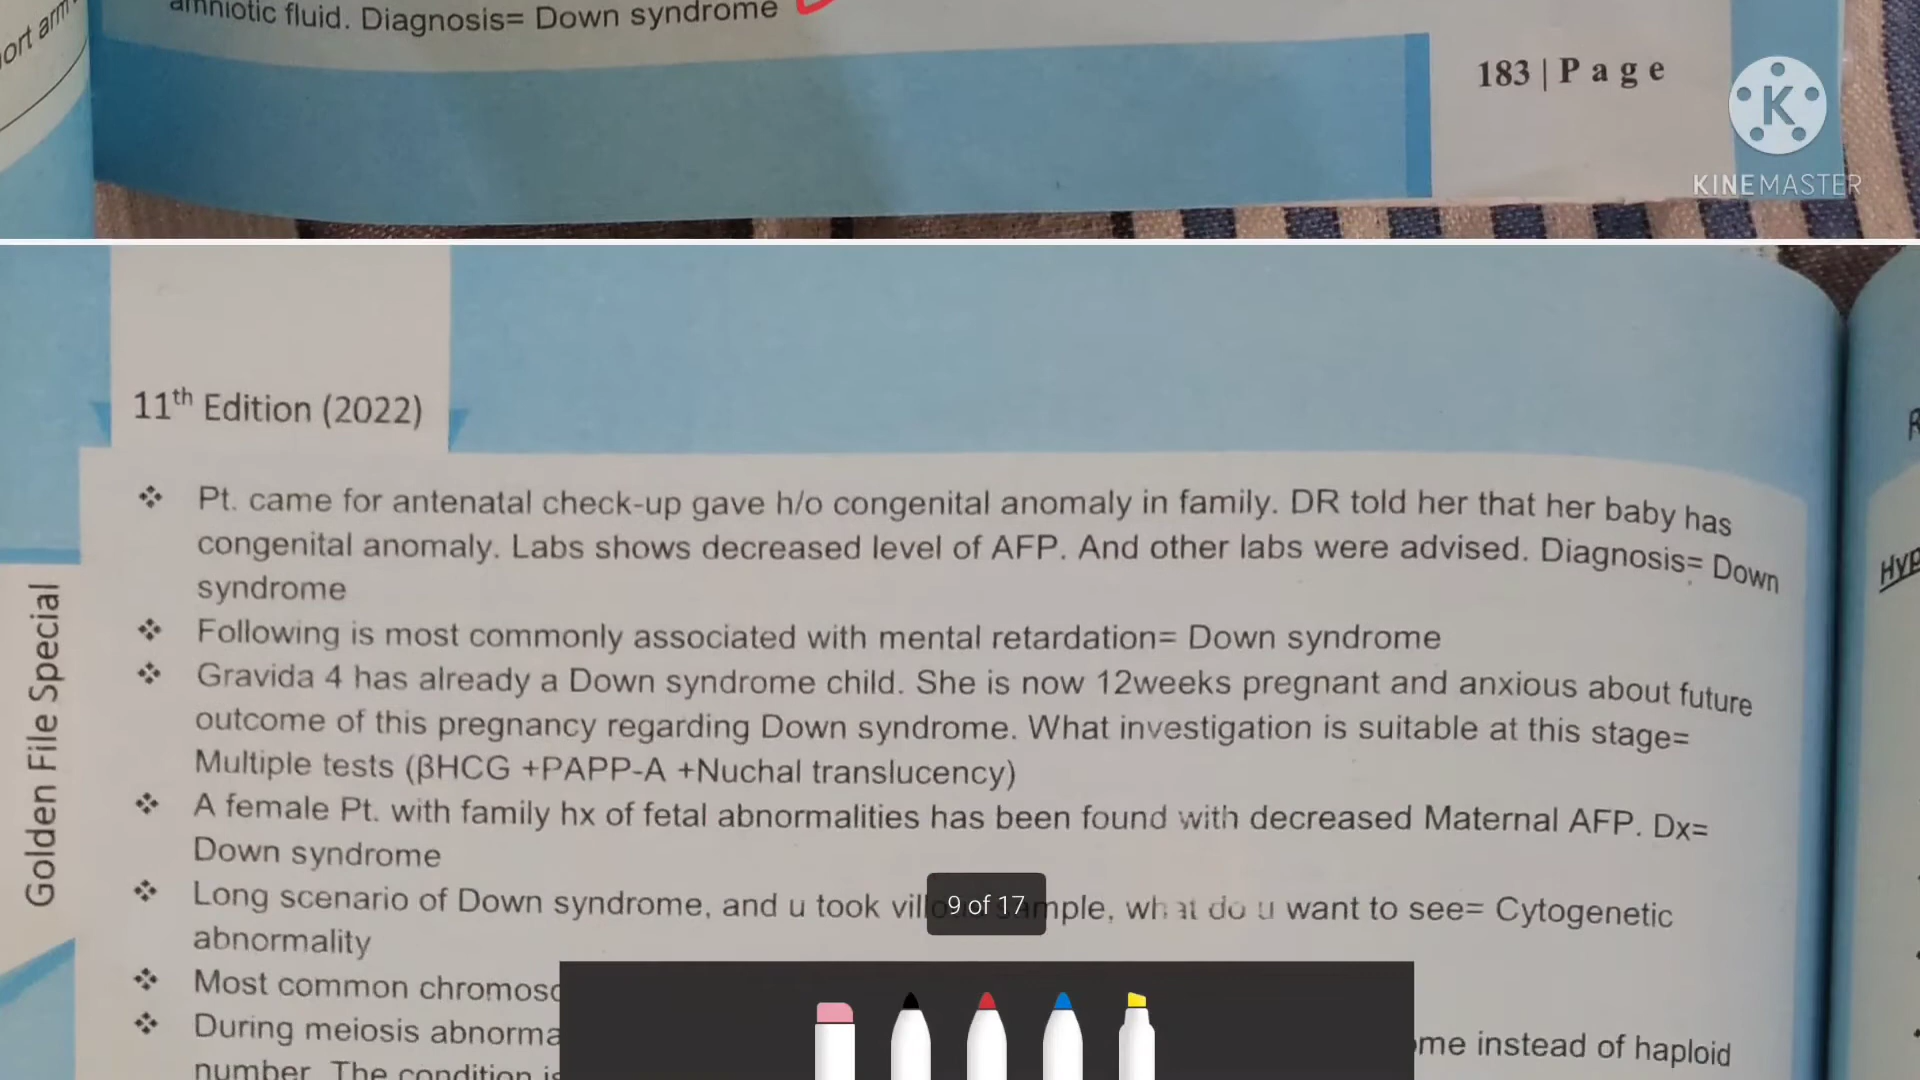 ort arm
amniotic fluid. Diagnosis= Down syndrome
183 | P a g e
K
KINEMASTER
11th Edition (2022)
Golden File Special
❖ Pt. came for antenatal check-up gave h/o congenital anomaly in family. DR told her that her baby has
congenital anomaly. Labs shows decreased level of AFP. And other labs were advised. Diagnosis= Down
syndrome
❖ Following is most commonly associated with mental retardation= Down syndrome
❖ Gravida 4 has already a Down syndrome child. She is now 12weeks pregnant and anxious about future
outcome of this pregnancy regarding Down syndrome. What investigation is suitable at this stage=
Multiple tests (βHCG +PAPP-A +Nuchal translucency)
❖ A female Pt. with family hx of fetal abnormalities has been found with decreased Maternal AFP. Dx=
Down syndrome
❖ Long scenario of Down syndrome, and u took what do u want to see= Cytogenetic
9 of 17
abnormality
❖ Most common
❖ During meiosis instead of haploid
number. The condition